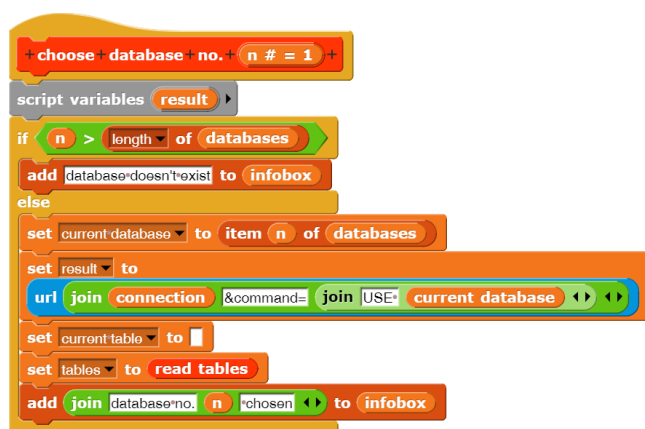 +choose+database+no.+ n # = 1 +
script variables result
if n > length of databases
add database doesn't exist to infobox
else
set current database to item n of databases
set result to
url join connection &command= join USE current database
set current table to
set tables to read tables
add join database no. n chosen to infobox